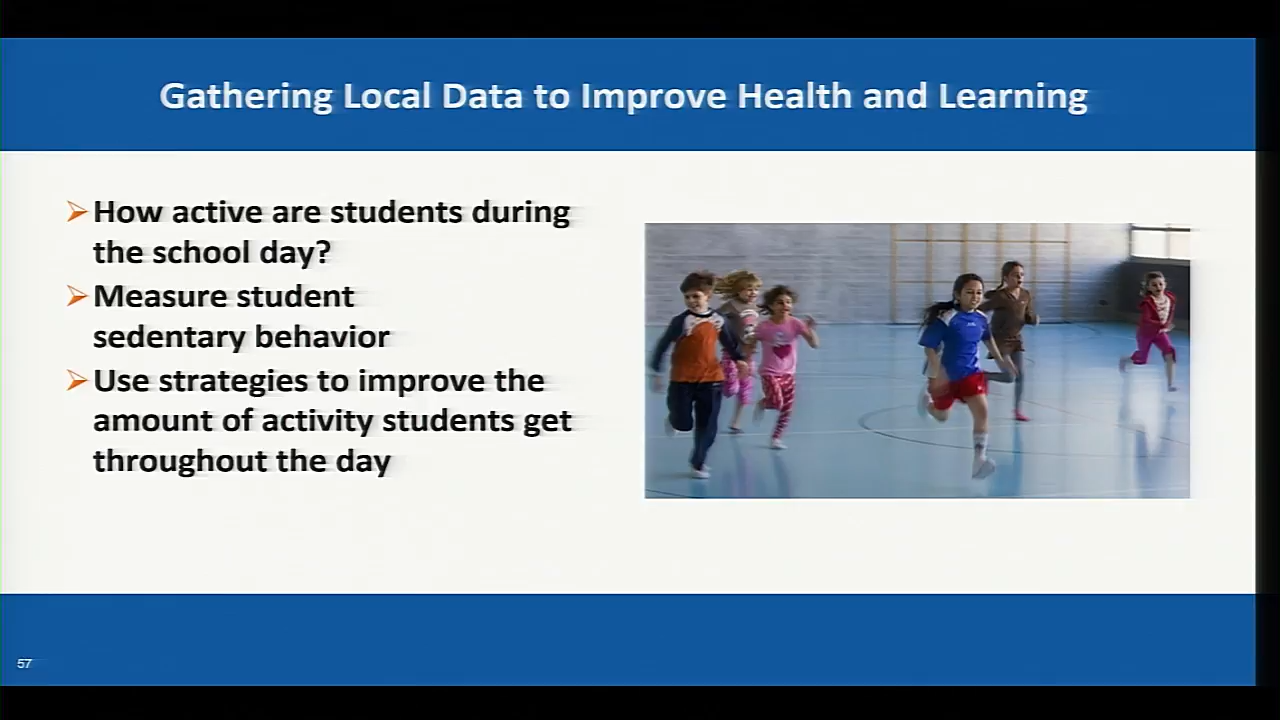 Gathering Local Data to Improve Health and Learning
How active are students during
the school day?
Measure student
sedentary behavior
Use strategies to improve the
amount of activity students get
throughout the day
57